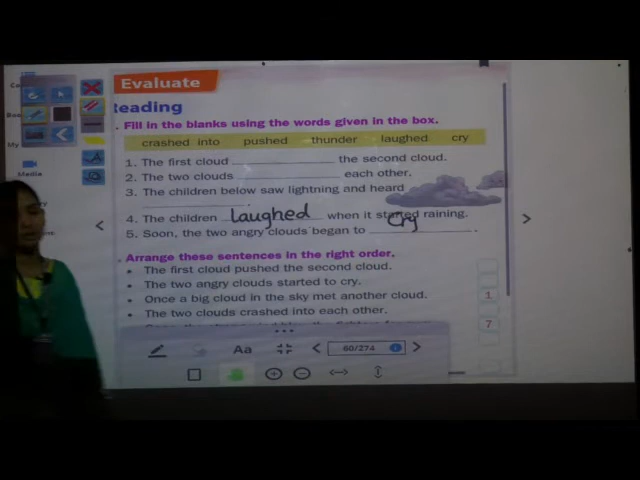 Evaluate
Reading
Fill in the blanks using the words given in the box.
crashed into pushed thunder laughed cry
1. The first cloud ____________ the second cloud.
2. The two clouds ____________ each other.
3. The children below saw lightning and heard
____________.
4. The children laughed when it started raining.
5. Soon, the two angry clouds began to cry.
Arrange these sentences in the right order.
• The first cloud pushed the second cloud.
• The two angry clouds started to cry.
• Once a big cloud in the sky met another cloud. 1
• The two clouds crashed into each other.
7
Media
Aa
60/274